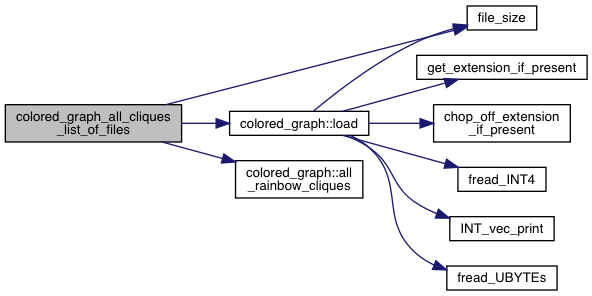 colored_graph_all_cliques
_list_of_files
file_size
get_extension_if_present
colored_graph::load
chop_off_extension
_if_present
colored_graph::all
_rainbow_cliques
fread_INT4
INT_vec_print
fread_UBYTEs